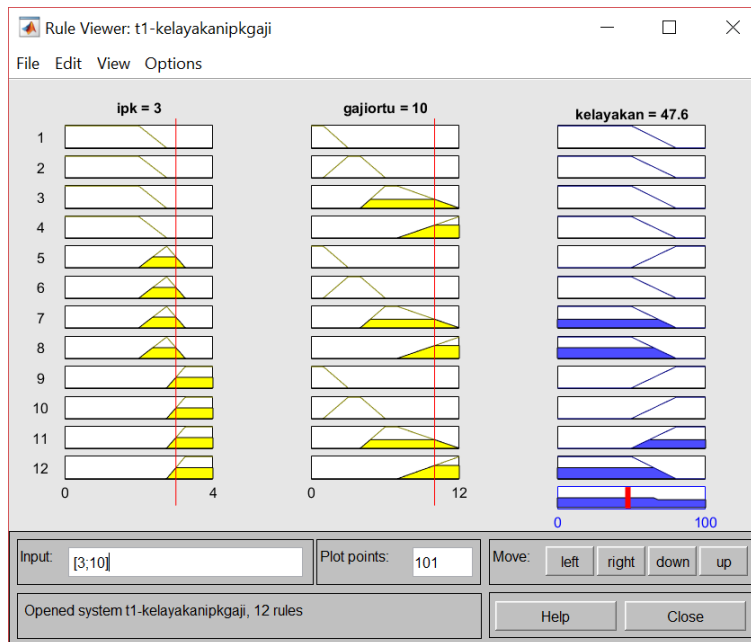 Rule Viewer: t1-kelayakanipkgaji
File Edit View Options
ipk = 3 gajiortu = 10 kelayakan = 47.6
1
2
3
4
5
6
7
8
9
10
11
12
0 4 0 12
0 100
Input: [3;10] Plot points: 101 Move: left right down up
Opened system t1-kelayakanipkgaji, 12 rules Help Close